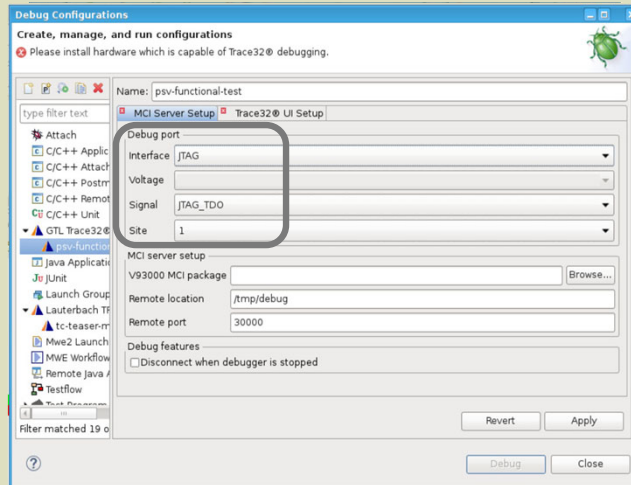 Debug Configurations
Create, manage, and run configurations
Please install hardware which is capable of Trace32® debugging.
Name: psv-functional-test
type filter text
MCI Server Setup Trace32® UI Setup
Attach
C/C++ Applic
C/C++ Attach
C/C++ Postm
C/C++ Remot
C/C++ Unit
GTL Trace32®
psv-function
Java Applicatio
JUnit
Launch Group
Lauterbach TR
tc-teaser-m
Mwe2 Launch
MWE Workflow
Remote Java A
Testflow
Test Program
Filter matched 19 o
Debug port
Interface JTAG
Voltage
Signal JTAG_TDO
Site 1
MCI server setup
V93000 MCI package Browse...
Remote location /tmp/debug
Remote port 30000
Debug features
Disconnect when debugger is stopped
Revert Apply
Debug Close